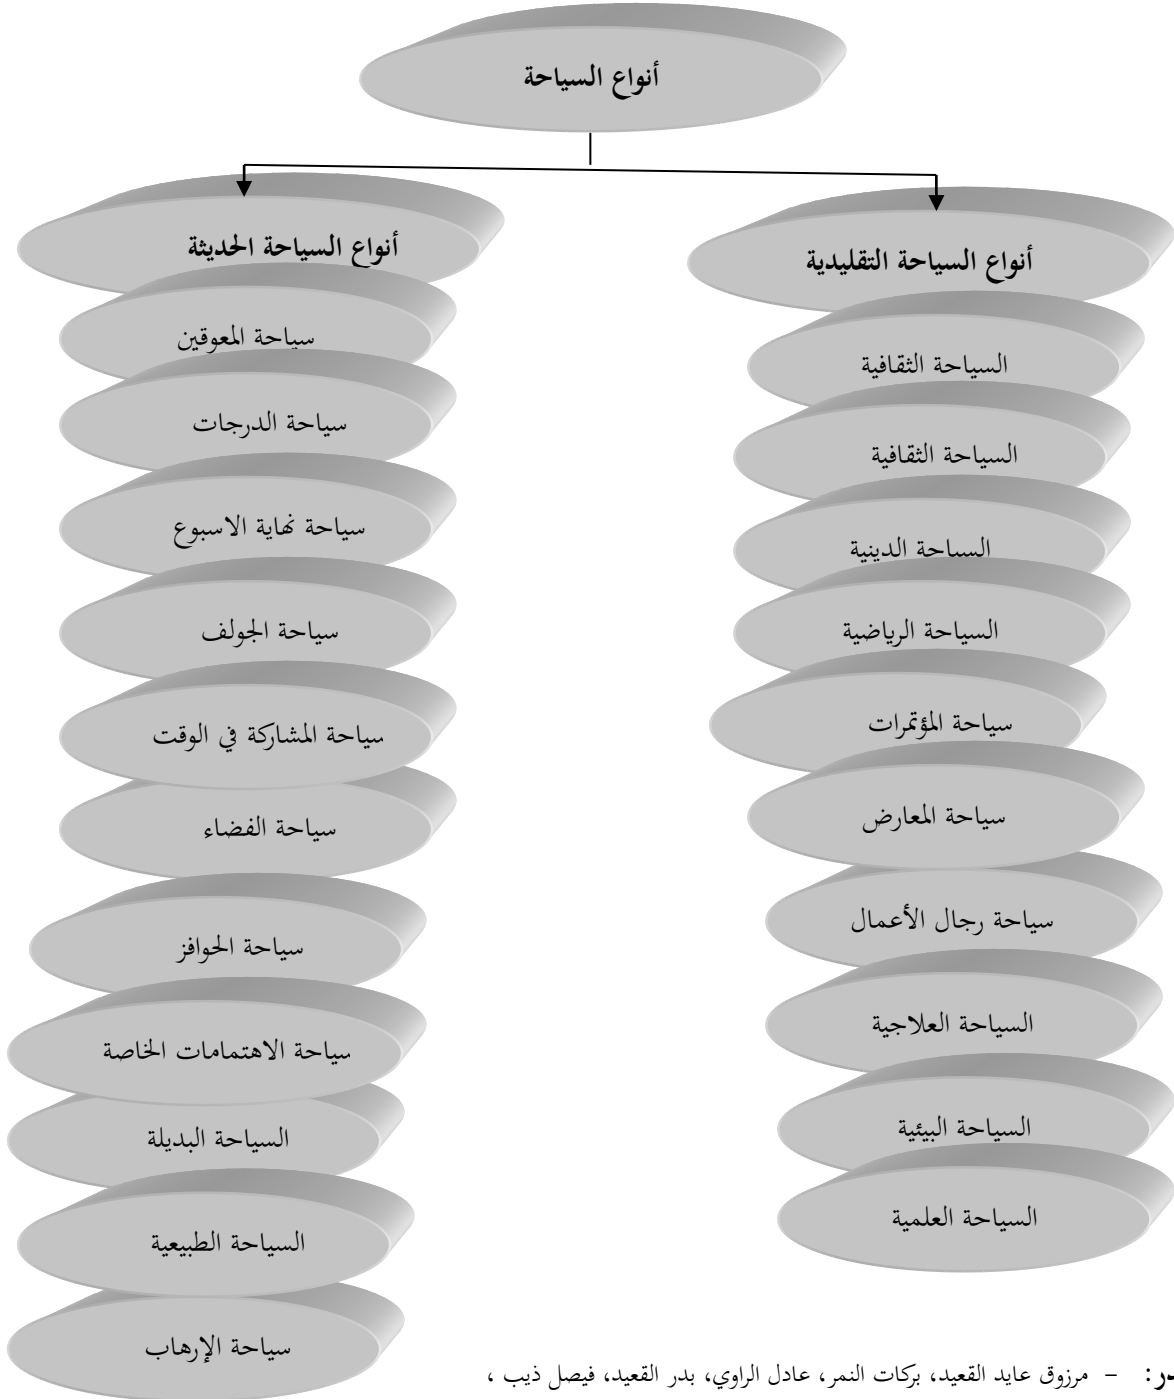 أنواع السياحة
أنواع السياحة التقليدية
السياحة الثقافية
السياحة الثقافية
السياحة الدينية
السياحة الرياضية
سياحة المؤتمرات
سياحة المعارض
سياحة رجال الأعمال
السياحة العلاجية
السياحة البيئية
السياحة العلمية
أنواع السياحة الحديثة
سياحة المعوقين
سياحة الدرجات
سياحة نهاية الاسبوع
سياحة الجولف
سياحة المشاركة في الوقت
سياحة الفضاء
سياحة الحوافز
سياحة الاهتمامات الخاصة
السياحة البديلة
السياحة الطبيعية
سياحة الإرهاب
– مرزوق عايد القعيد، بركات النمر، عادل الراوي، بدر القعيد، فيصل ذيب ،